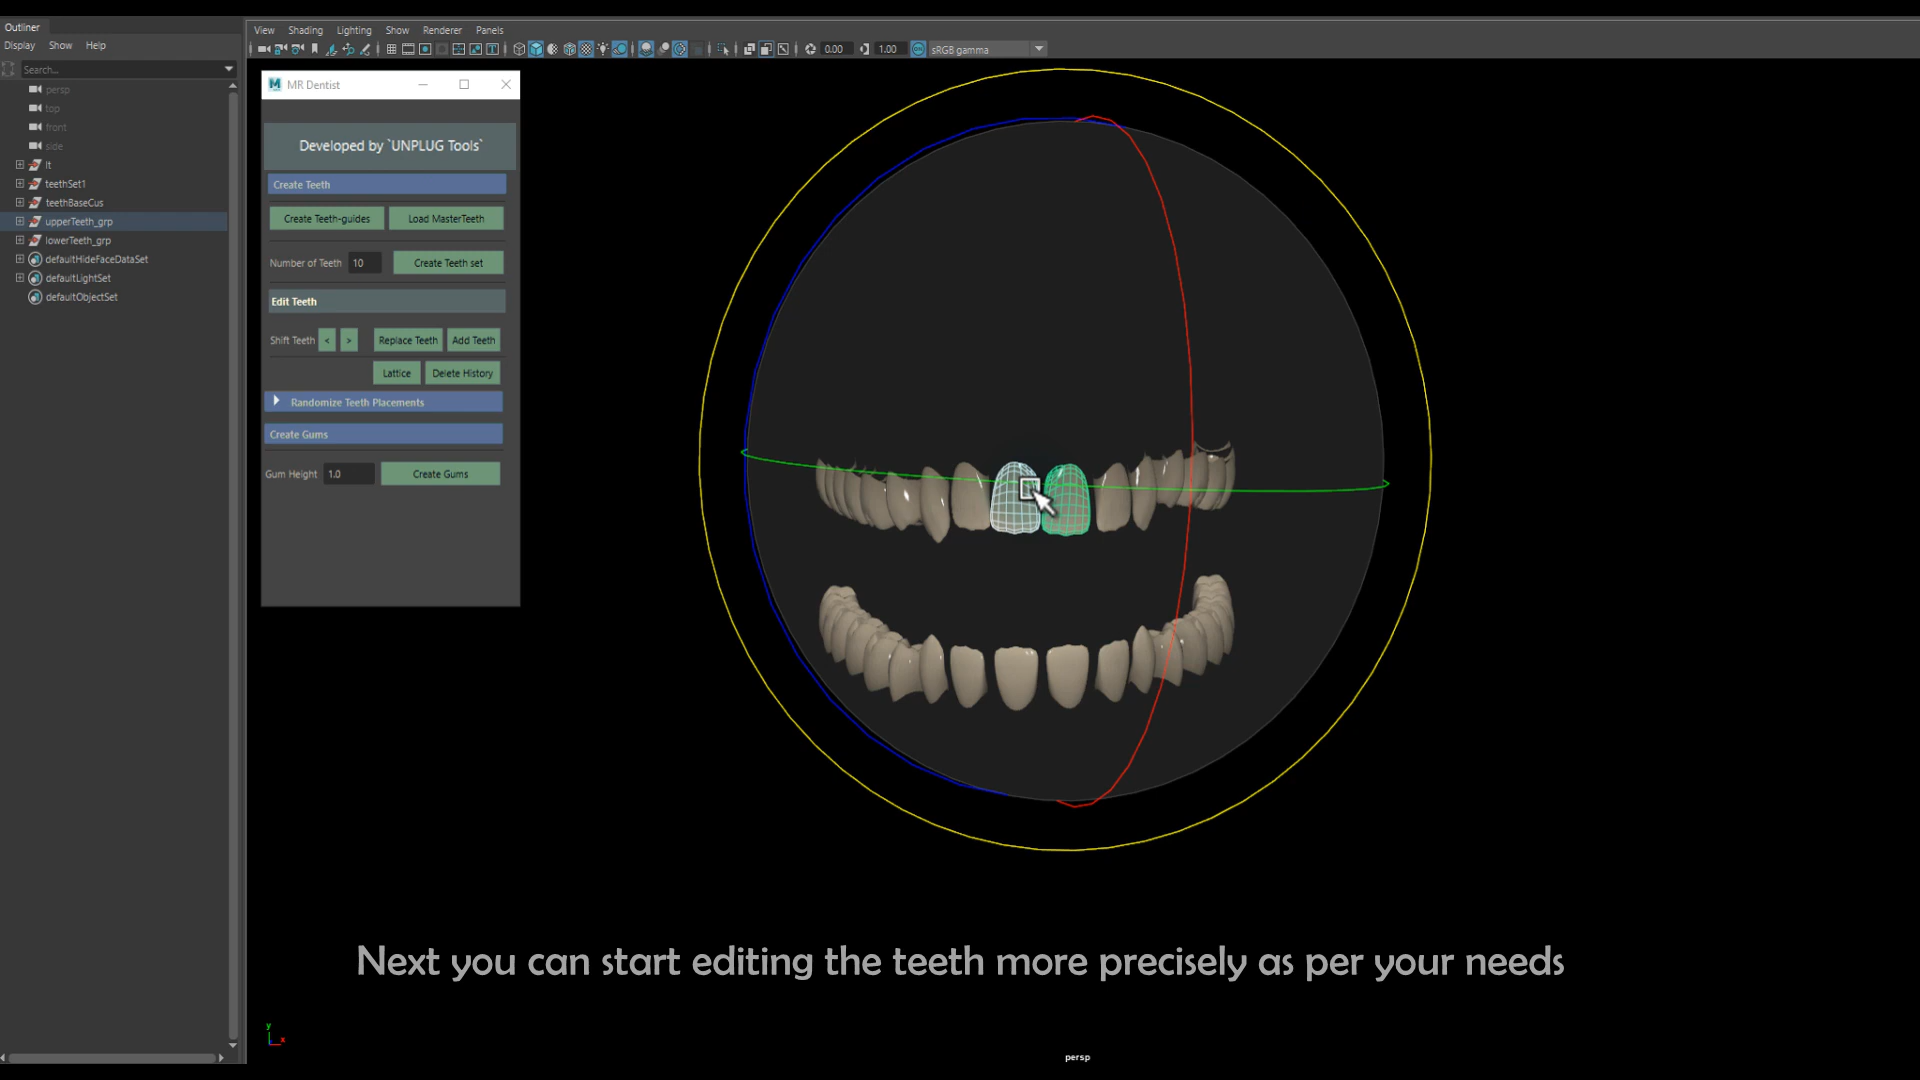 Outliner
Display Show Help
Search...
persp
top
front
side
lt
teethSet1
teethBaseCus
upperTeeth_grp
lowerTeeth_grp
defaultHideFaceDataSet
defaultLightSet
defaultObjectSet
View Shading Lighting Show Renderer Panels
0.00 1.00 sRGB gamma
MR Dentist
Developed by `UNPLUG Tools`
Create Teeth
Create Teeth-guides Load MasterTeeth
Number of Teeth 10 Create Teeth set
Edit Teeth
Shift Teeth < > Replace Teeth Add Teeth
Lattice Delete History
Randomize Teeth Placements
Create Gums
Gum Height 1.0 Create Gums
Next you can start editing the teeth more precisely as per your needs
y
x
persp